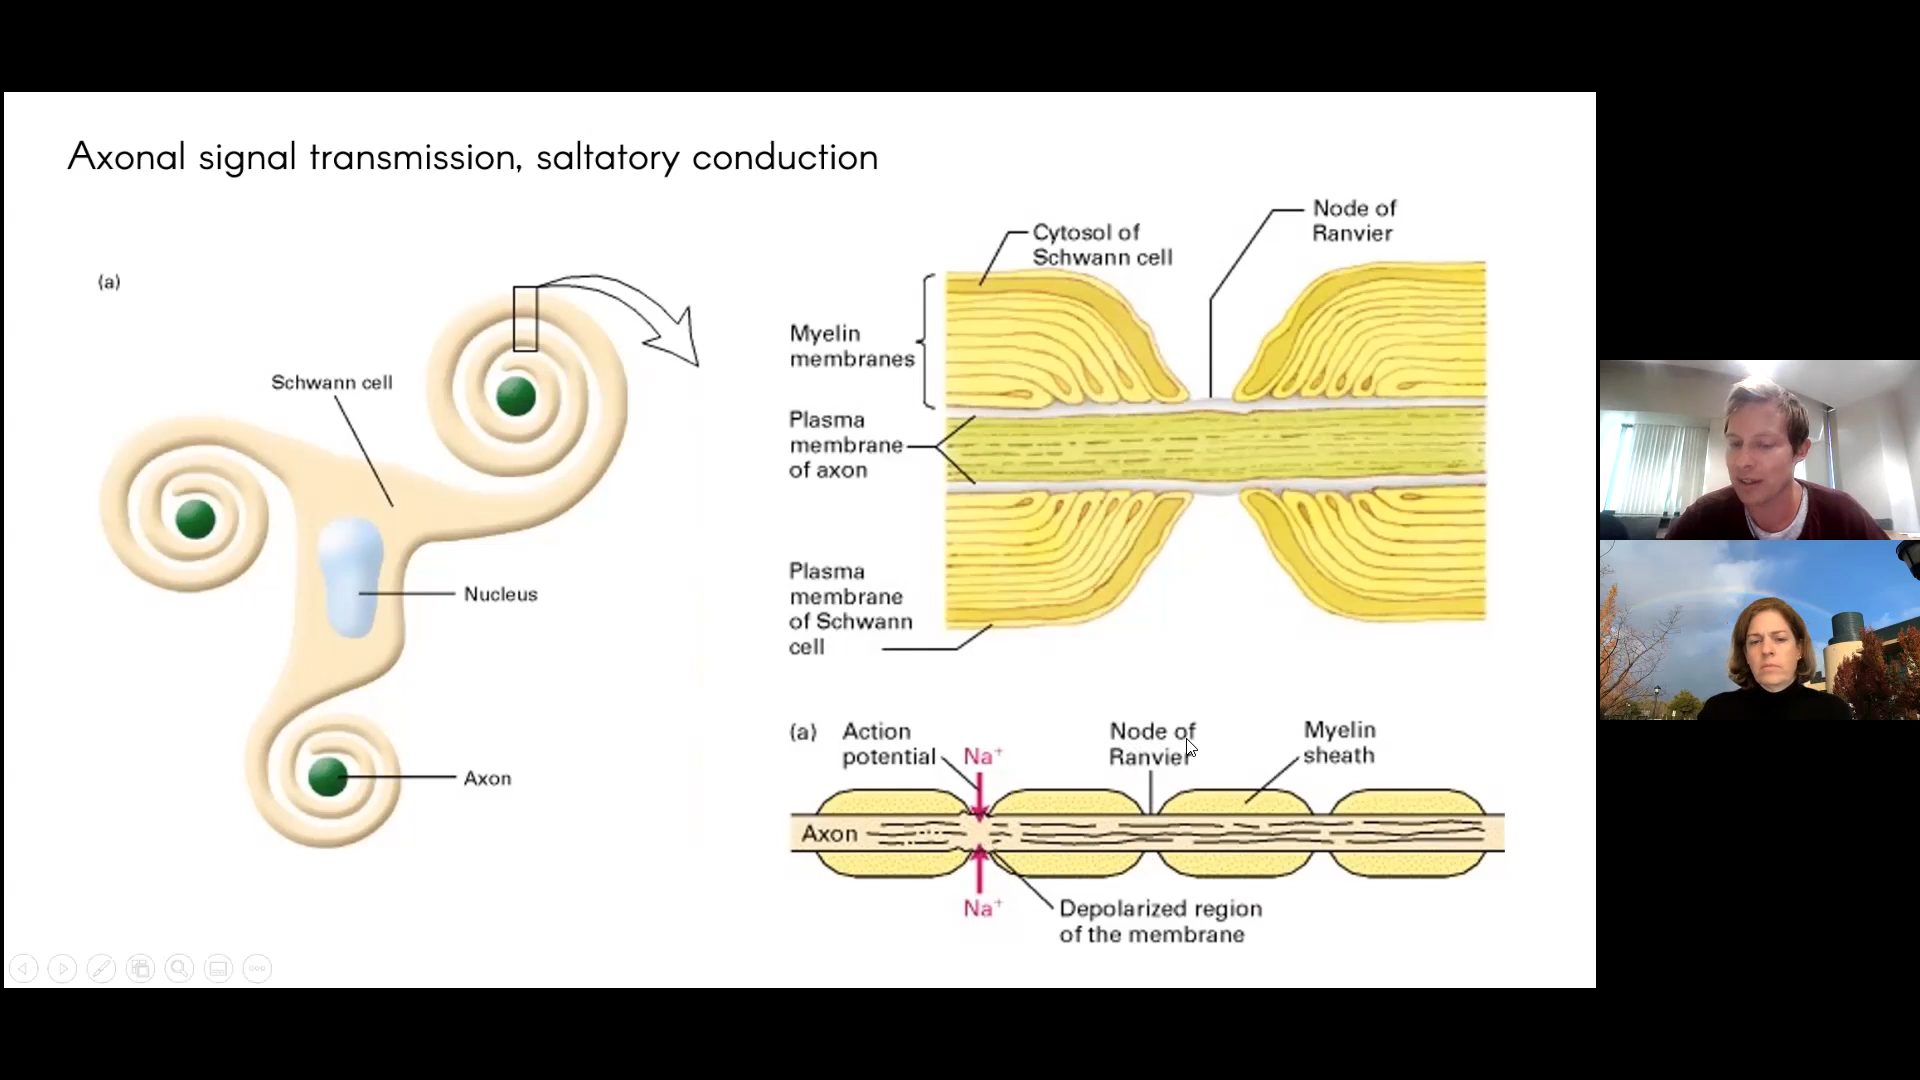 Axonal signal transmission, saltatory conduction
(a)
Schwann cell
Nucleus
Axon
Cytosol of
Schwann cell
Node of
Ranvier
Myelin
membranes
Plasma
membrane
of axon
Plasma
membrane
of Schwann
cell
(a)
Action
potential
Na⁺
Node of
Ranvier
Myelin
sheath
Axon
Na⁺
Depolarized region
of the membrane